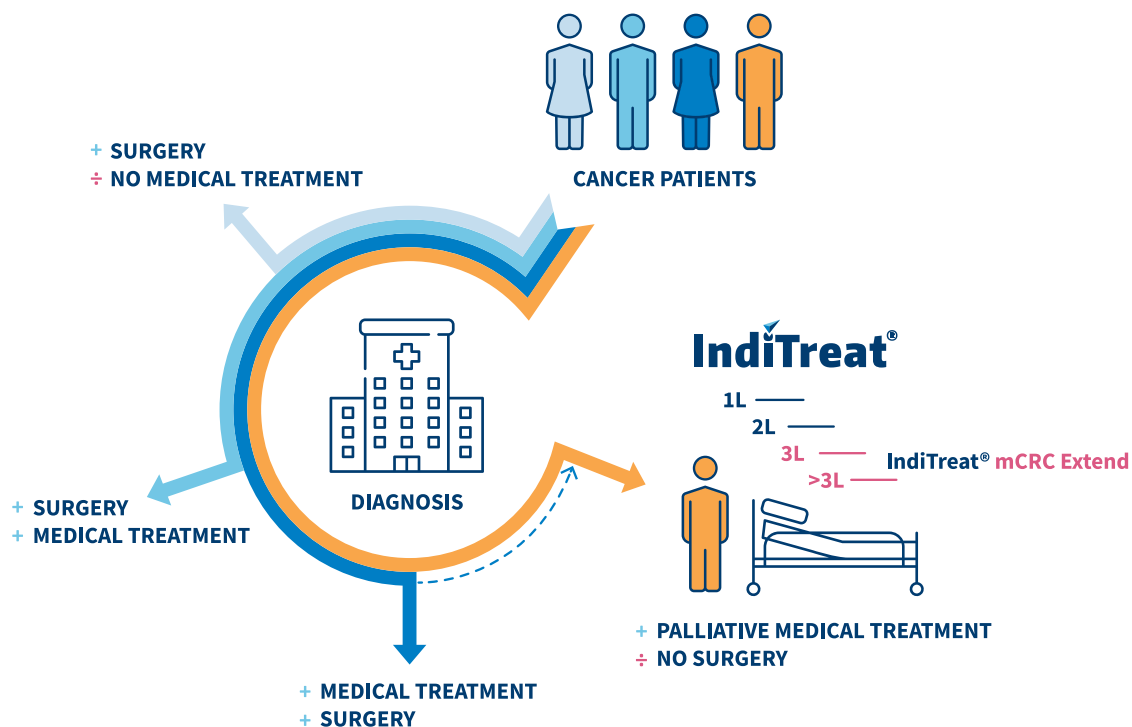 CANCER PATIENTS
+ SURGERY
÷ NO MEDICAL TREATMENT
DIAGNOSIS
+ SURGERY
+ MEDICAL TREATMENT
+ MEDICAL TREATMENT
+ SURGERY
IndiTreat®
1L
2L
3L
>3L
IndiTreat® mCRC Extend
+ PALLIATIVE MEDICAL TREATMENT
÷ NO SURGERY